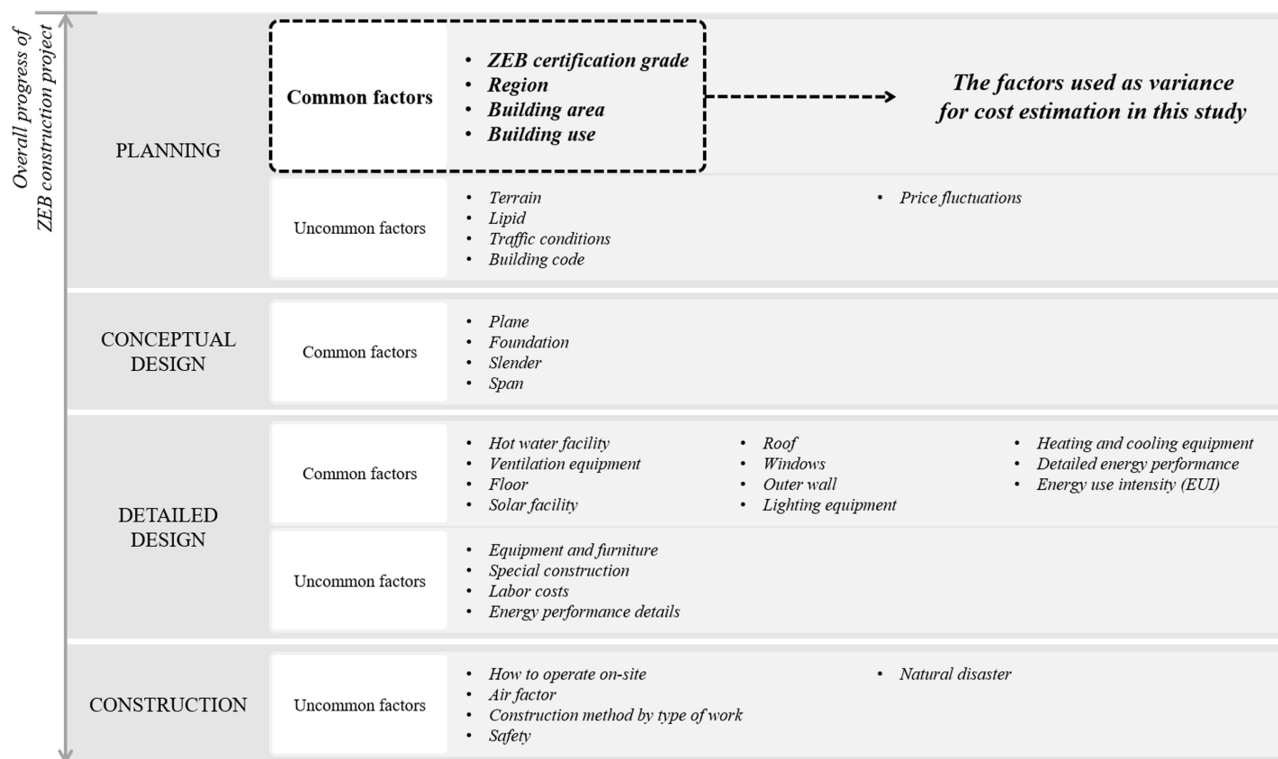 Overall progress of
ZEB construction project
PLANNING
Common factors
• ZEB certification grade
• Region
• Building area
• Building use
The factors used as variance
for cost estimation in this study
Uncommon factors
• Terrain
• Lipid
• Traffic conditions
• Building code
• Price fluctuations
CONCEPTUAL
DESIGN
Common factors
• Plane
• Foundation
• Slender
• Span
DETAILED
DESIGN
Common factors
• Hot water facility
• Ventilation equipment
• Floor
• Solar facility
• Roof
• Windows
• Outer wall
• Lighting equipment
• Heating and cooling equipment
• Detailed energy performance
• Energy use intensity (EUI)
Uncommon factors
• Equipment and furniture
• Special construction
• Labor costs
• Energy performance details
CONSTRUCTION
Uncommon factors
• How to operate on-site
• Air factor
• Construction method by type of work
• Safety
• Natural disaster